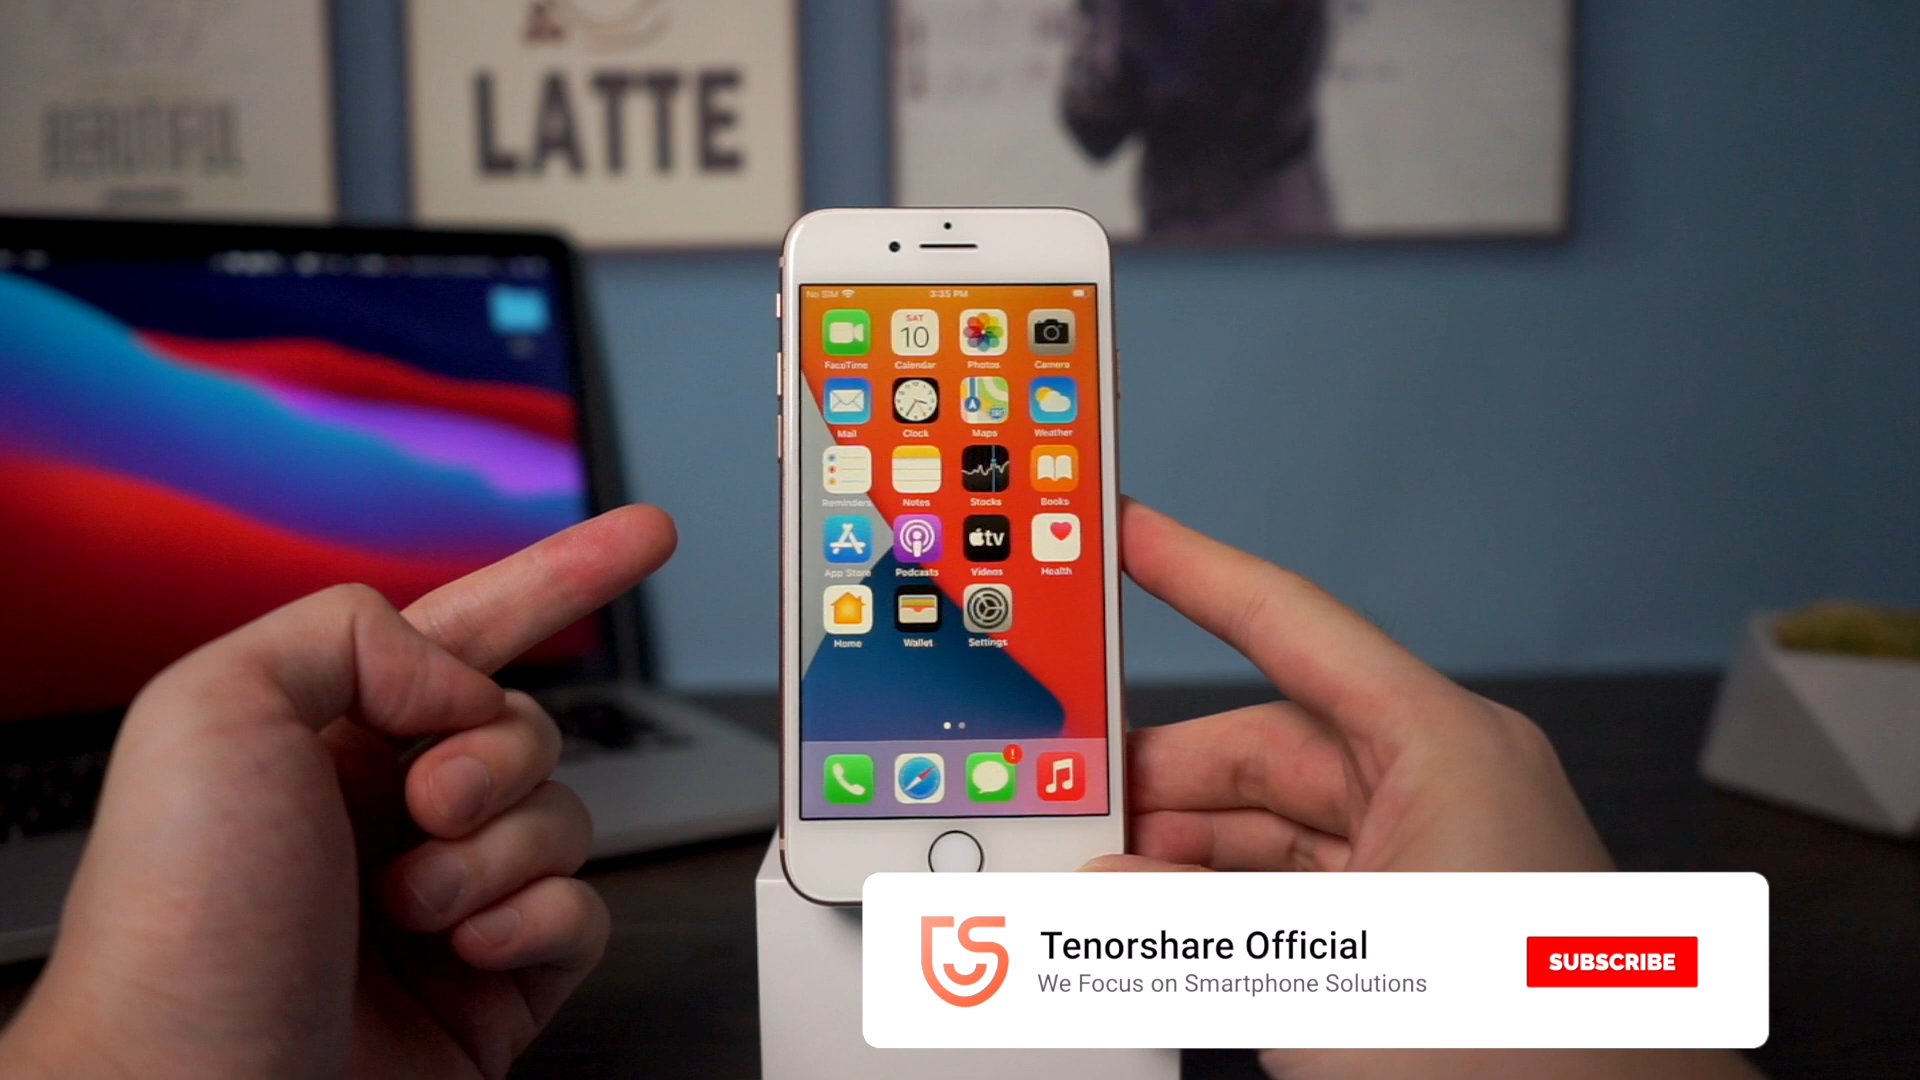 BEAUTIFUL
LATTE
No SIM 3:35 PM
SAT
10
FaceTime Calendar Photos Camera
Mail Clock Maps Weather
Reminders Notes Stocks Books
tv
App Store Podcasts Videos Health
Home Wallet Settings
!
Tenorshare Official
We Focus on Smartphone Solutions
SUBSCRIBE